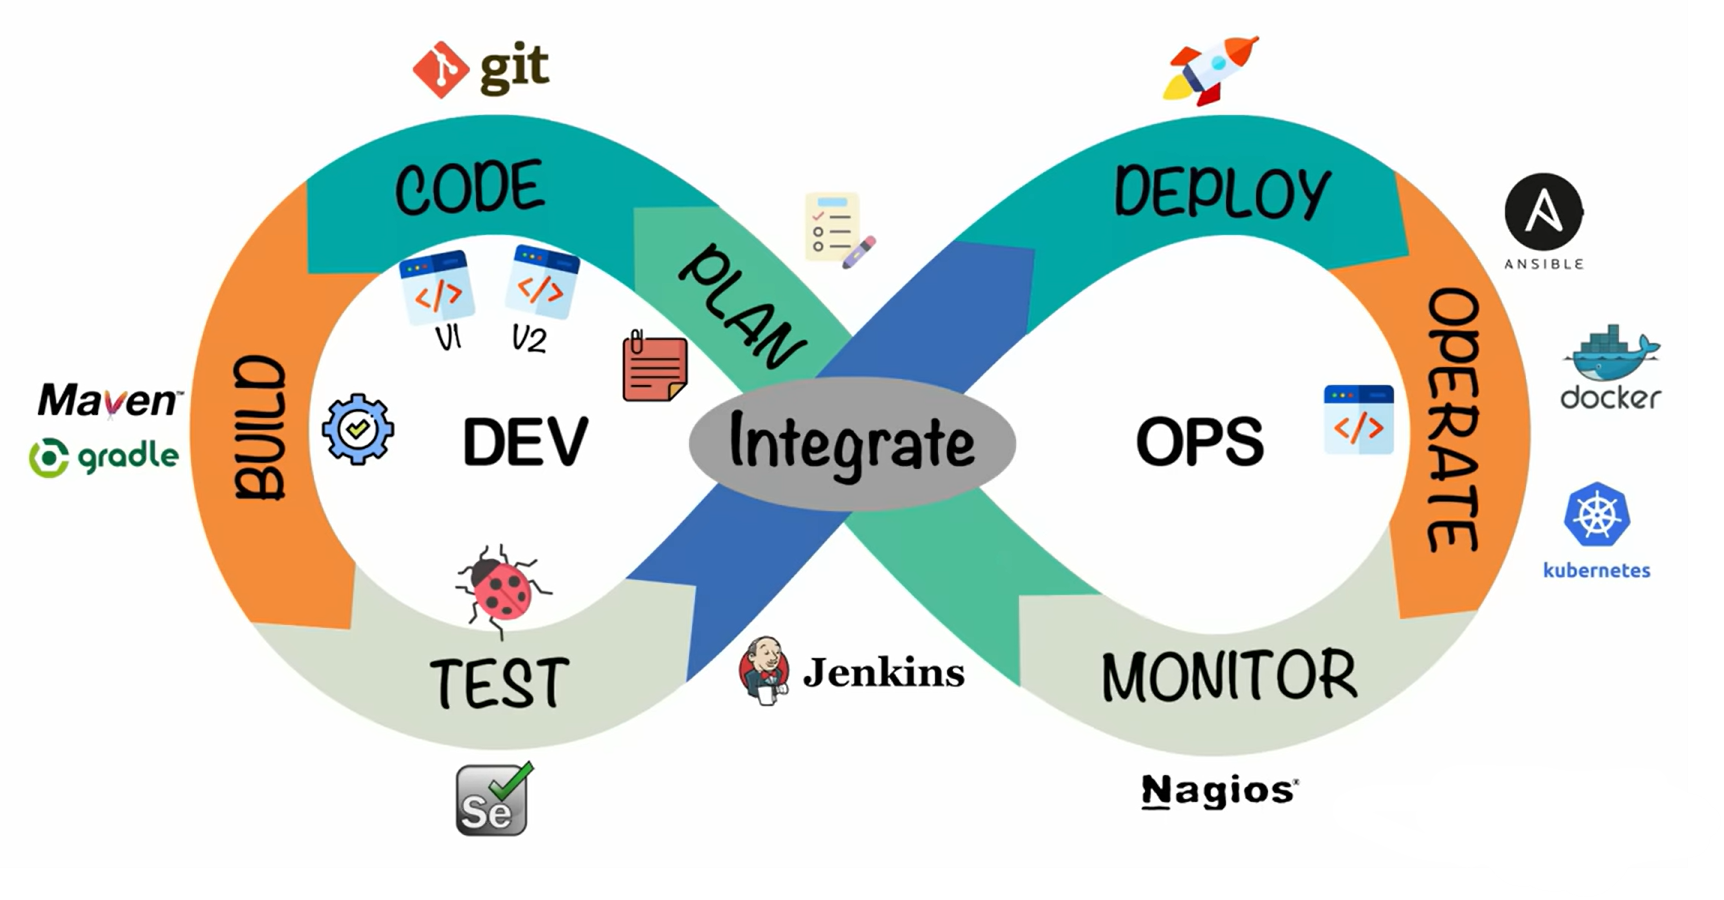 git
CODE
DEPLOY
PLAN
</>
</>
V1
V2
ANSIBLE
BUILD
Maven™
gradle
DEV
Integrate
OPS
</>
OPERATE
docker
kubernetes
TEST
Jenkins
MONITOR
Se
Nagios®